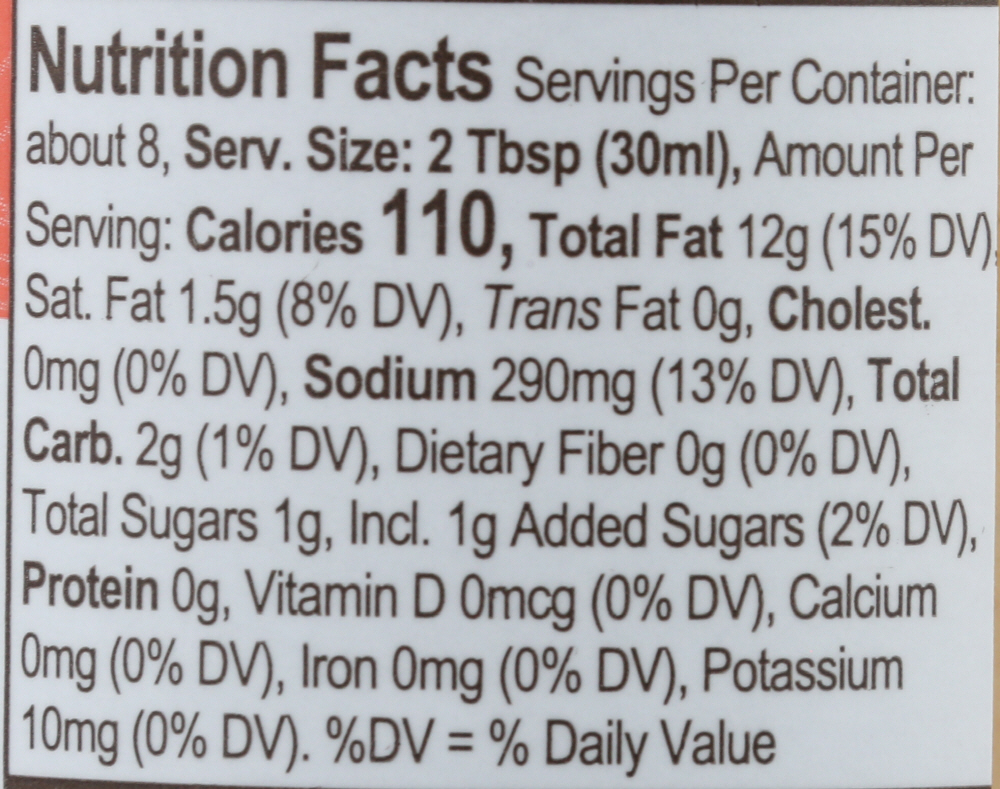 Nutrition Facts Servings Per Container:
about 8, Serv. Size: 2 Tbsp (30ml), Amount Per
Serving: Calories 110, Total Fat 12g (15% DV),
Sat. Fat 1.5g (8% DV), Trans Fat 0g, Cholest.
0mg (0% DV), Sodium 290mg (13% DV), Total
Carb. 2g (1% DV), Dietary Fiber 0g (0% DV),
Total Sugars 1g, Incl. 1g Added Sugars (2% DV),
Protein 0g, Vitamin D 0mcg (0% DV), Calcium
0mg (0% DV), Iron 0mg (0% DV), Potassium
10mg (0% DV). %DV = % Daily Value